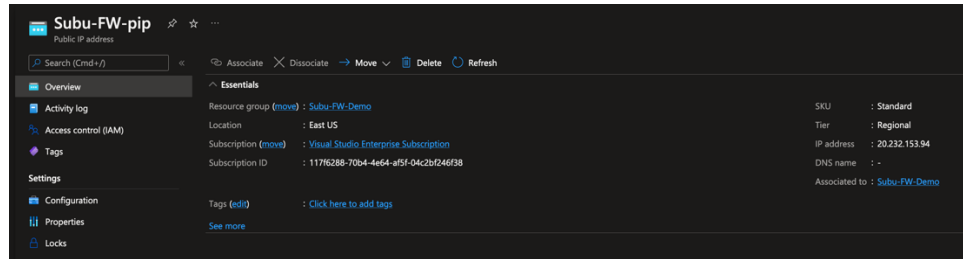 Subu-FW-pip
Public IP address
Search (Cmd+/)
Overview
Activity log
Access control (IAM)
Tags
Settings
Configuration
Properties
Locks
Associate Dissociate Move Delete Refresh
Essentials
Resource group (move) : Subu-FW-Demo
Location : East US
Subscription (move) : Visual Studio Enterprise Subscription
Subscription ID : 117f6288-70b4-4e64-af5f-04c2bf246f38
SKU : Standard
Tier : Regional
IP address : 20.232.153.94
DNS name : -
Associated to : Subu-FW-Demo
Tags (edit) : Click here to add tags
See more